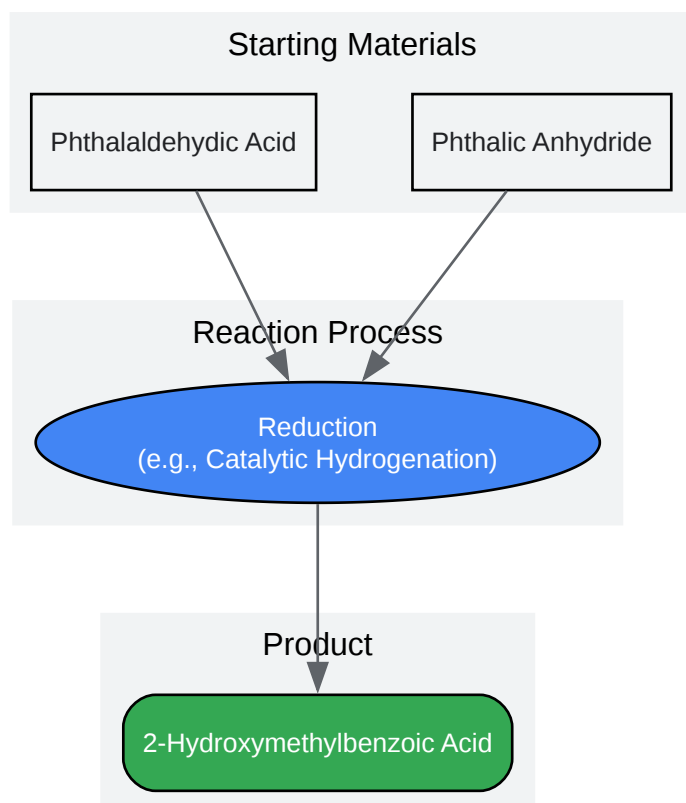 Starting Materials
Phthalaldehydic Acid
Phthalic Anhydride
Reaction Process
Reduction
(e.g., Catalytic Hydrogenation)
Product
2-Hydroxymethylbenzoic Acid